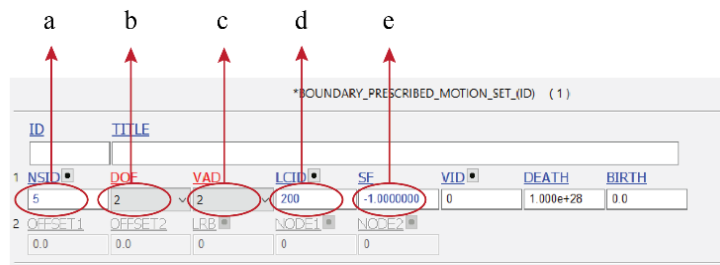 a b c d e
*BOUNDARY_PRESCRIBED_MOTION_SET_(ID) (1)
ID TITLE
1 NSID DOF VAD LCID SF VID DEATH BIRTH
5 2 2 200 -1.0000000 0 1.000e+28 0.0
2 OFFSET1 OFFSET2 LRB NODE1 NODE2
0.0 0.0 0 0 0